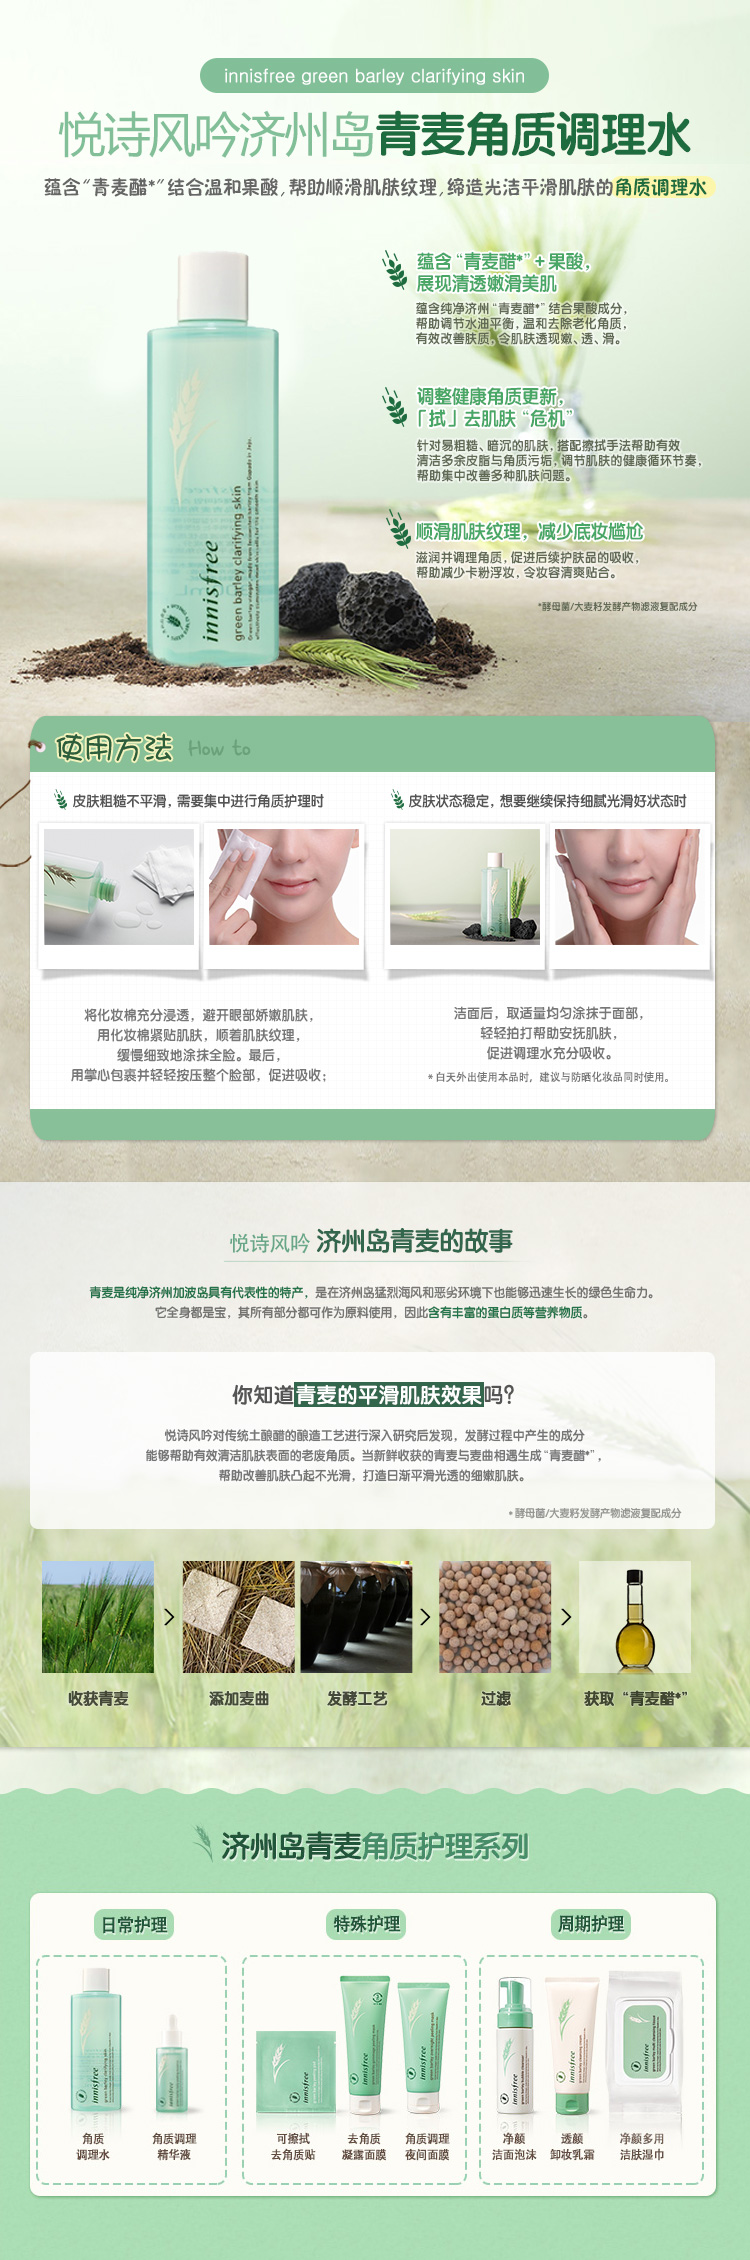 innisfree green barley clarifying skin
悦诗风吟济州岛青麦角质调理水
蕴含“青麦醋*”结合温和果酸,帮助顺滑肌肤纹理,缔造光洁平滑肌肤的角质调理水
蕴含“青麦醋*”+果酸,
展现清透嫩滑美肌
蕴含纯净济州“青麦醋*”结合果酸成分,
帮助调节水油平衡,温和去除老化角质,
有效改善肤质,令肌肤透现嫩、透、滑。
调整健康角质更新,
「拭」去肌肤“危机”
针对易粗糙、暗沉的肌肤,搭配擦拭手法帮助有效
清洁多余皮脂与角质污垢,调节肌肤的健康循环节奏,
帮助集中改善多种肌肤问题。
顺滑肌肤纹理，减少底妆尴尬
滋润并调理角质,促进后续护肤品的吸收,
帮助减少卡粉浮妆,令妆容清爽贴合。
*酵母菌/大麦籽发酵产物滤液复配成分
innisfree
green barley clarifying skin
使用方法 How to
皮肤粗糙不平滑，需要集中进行角质护理时
皮肤状态稳定，想要继续保持细腻光滑好状态时
将化妆棉充分浸透，避开眼部娇嫩肌肤，
用化妆棉紧贴肌肤，顺着肌肤纹理，
缓慢细致地涂抹全脸。最后，
用掌心包裹并轻轻按压整个脸部，促进吸收；
洁面后，取适量均匀涂抹于面部，
轻轻拍打帮助安抚肌肤，
促进调理水充分吸收。
*白天外出使用本品时，建议与防晒化妆品同时使用。
悦诗风吟 济州岛青麦的故事
青麦是纯净济州加波岛具有代表性的特产，是在济州岛猛烈海风和恶劣环境下也能够迅速生长的绿色生命力。
它全身都是宝，其所有部分都可作为原料使用，因此含有丰富的蛋白质等营养物质。
你知道青麦的平滑肌肤效果吗?
悦诗风吟对传统土酿醋的酿造工艺进行深入研究后发现，发酵过程中产生的成分
能够帮助有效清洁肌肤表面的老废角质。当新鲜收获的青麦与麦曲相遇生成“青麦醋*”，
帮助改善肌肤凸起不光滑，打造日渐平滑光透的细嫩肌肤。
*酵母菌/大麦籽发酵产物滤液复配成分
收获青麦
添加麦曲
发酵工艺
过滤
获取“青麦醋*”
济州岛青麦角质护理系列
日常护理
特殊护理
周期护理
角质
调理水
角质调理
精华液
可擦拭
去角质贴
去角质
凝露面膜
角质调理
夜间面膜
净颜
洁面泡沫
透颜
卸妆乳霜
净颜多用
洁肤湿巾